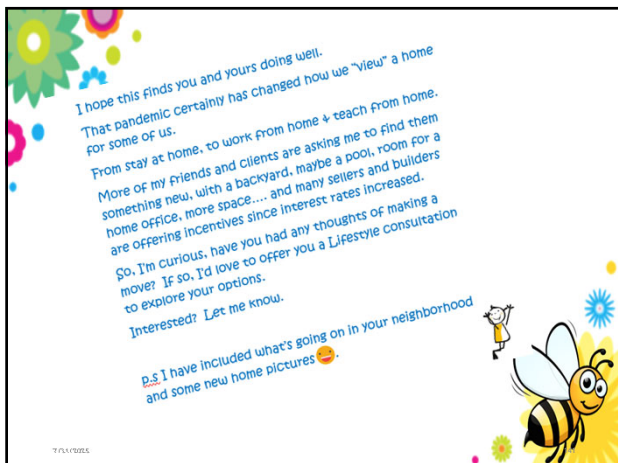 I hope this finds you and yours doing well.
That pandemic certainly has changed how we "view" a home
for some of us.
From stay at home, to work from home & teach from home.
More of my friends and clients are asking me to find them
something new, with a backyard, maybe a pool, room for a
home office, more space.... and many sellers and builders
are offering incentives since interest rates increased.
So, I'm curious, have you had any thoughts of making a
move? If so, I'd love to offer you a Lifestyle consultation
to explore your options.
Interested? Let me know.
p.s I have included what's going on in your neighborhood
and some new home pictures 😀.